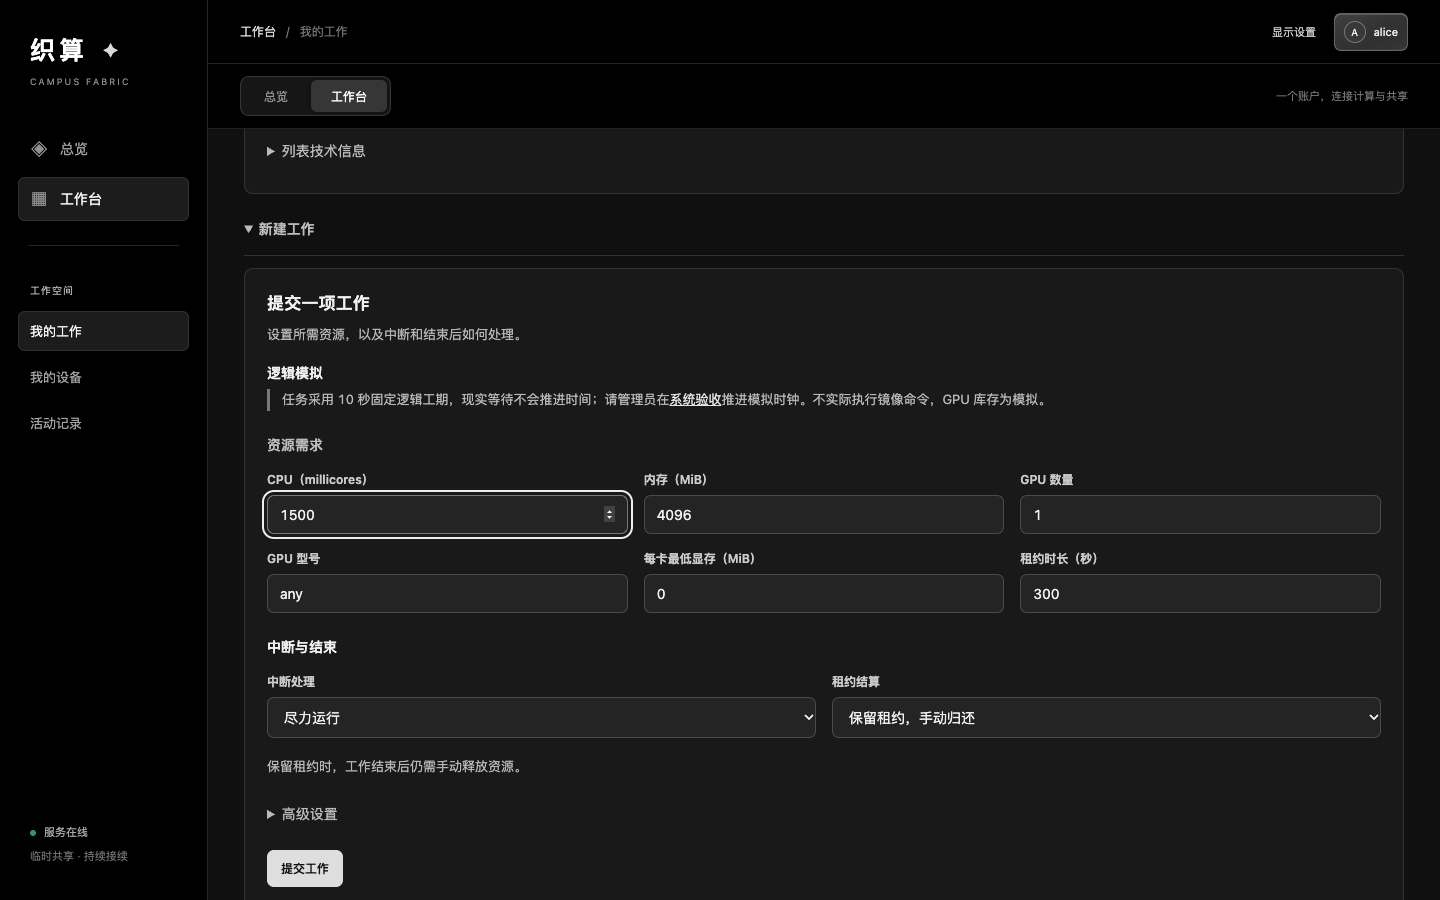 织算
CAMPUS FABRIC
总览
工作台
工作空间
我的工作
我的设备
活动记录
服务在线
临时共享 · 持续接续
工作台 / 我的工作
显示设置
A alice
总览 工作台
一个账户，连接计算与共享
列表技术信息
新建工作
提交一项工作
设置所需资源，以及中断和结束后如何处理。
逻辑模拟
任务采用 10 秒固定逻辑工期，现实等待不会推进时间；请管理员在系统验收推进模拟时钟。不实际执行镜像命令，GPU 库存为模拟。
资源需求
CPU（millicores） 内存（MiB） GPU 数量
1500 4096 1
GPU 型号 每卡最低显存（MiB） 租约时长（秒）
any 0 300
中断与结束
中断处理 租约结算
尽力运行 保留租约，手动归还
保留租约时，工作结束后仍需手动释放资源。
高级设置
提交工作